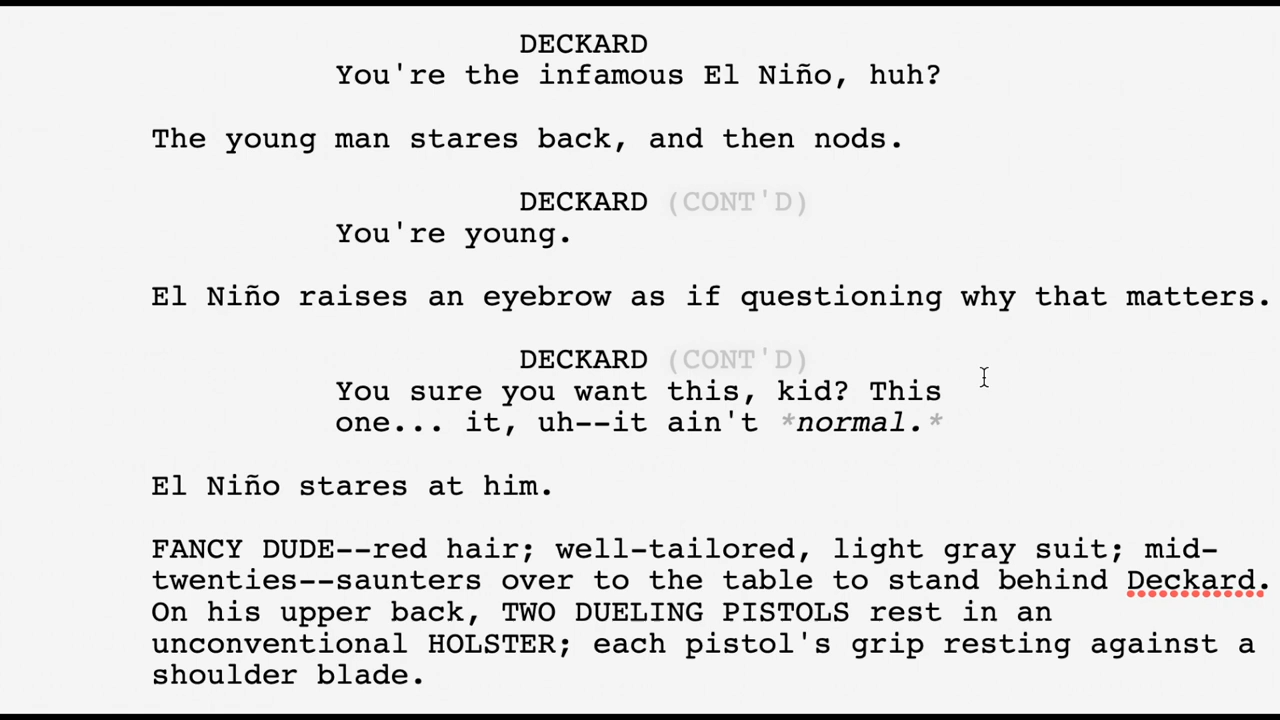 DECKARD
You're the infamous El Niño, huh?
The young man stares back, and then nods.
DECKARD (CONT'D)
You're young.
El Niño raises an eyebrow as if questioning why that matters.
DECKARD (CONT'D)
You sure you want this, kid? This
one... it, uh--it ain't *normal.*
El Niño stares at him.
FANCY DUDE--red hair; well-tailored, light gray suit; mid-
twenties--saunters over to the table to stand behind Deckard.
On his upper back, TWO DUELING PISTOLS rest in an
unconventional HOLSTER; each pistol's grip resting against a
shoulder blade.